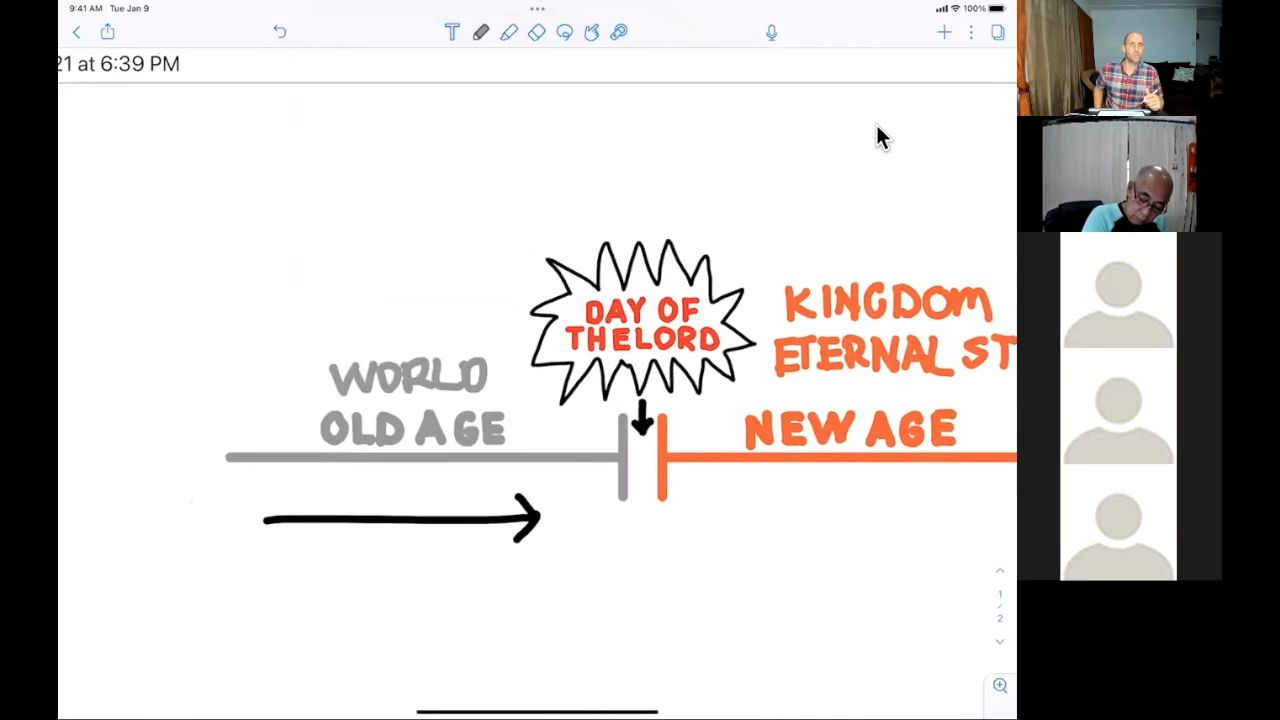 9:41 AM Tue Jan 9
100%
21 at 6:39 PM
DAY OF
THE LORD
KINGDOM
ETERNAL ST
WORLD
OLD AGE
NEW AGE
1
/
2